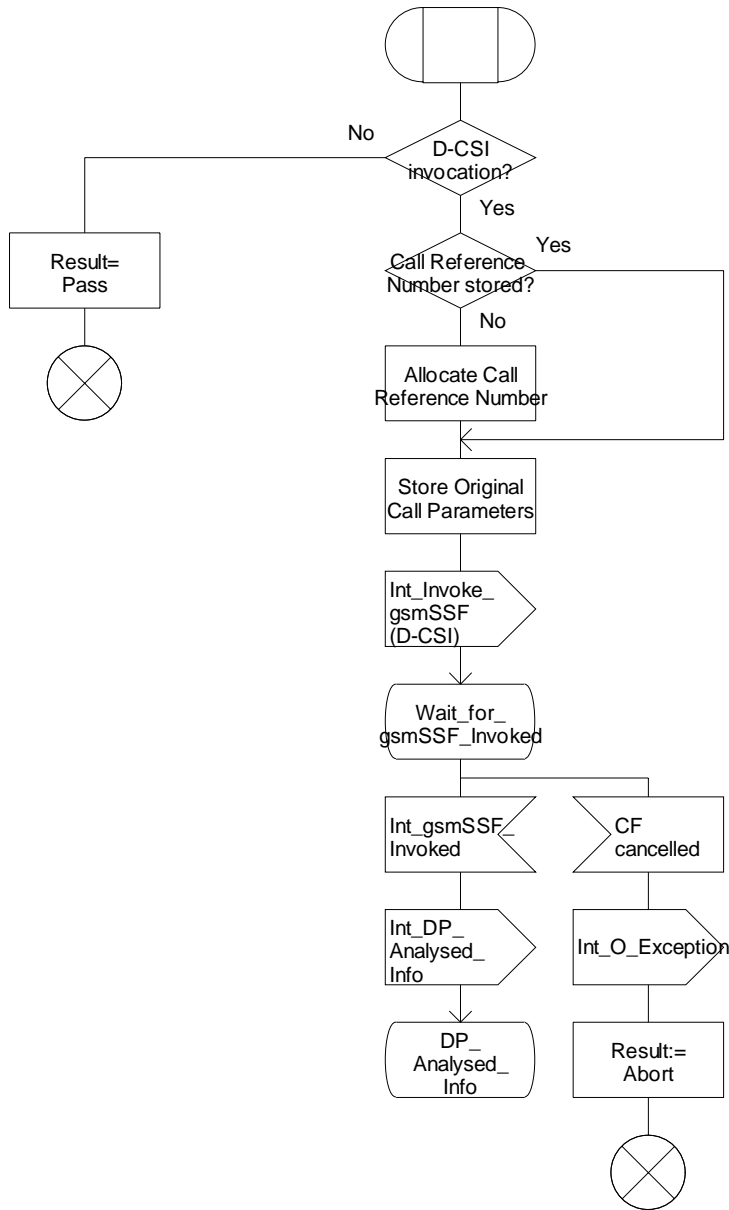 No
D-CSI
invocation?
Yes
Result=
Pass
Call Reference
Number stored?
Yes
No
Allocate Call
Reference Number
Store Original
Call Parameters
Int_Invoke_
gsmSSF
(D-CSI)
Wait_for_
gsmSSF_Invoked
Int_gsmSSF_
Invoked
CF
cancelled
Int_DP_
Analysed_
Info
Int_O_Exception
DP_
Analysed_
Info
Result:=
Abort